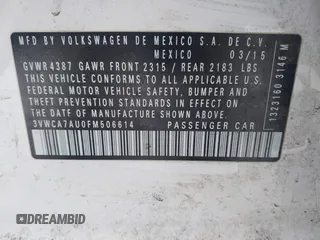 MFD BY VOLKSWAGEN DE MEXICO S.A. DE C.V.
MEXICO 03/15
GVWR 4387 GAWR FRONT 2315 / REAR 2183 LBS
THIS VEHICLE CONFORMS TO ALL APPLICABLE U.S.
FEDERAL MOTOR VEHICLE SAFETY, BUMPER AND
THEFT PREVENTION STANDARDS IN EFFECT ON THE
DATE OF MANUFACTURE SHOWN ABOVE
3VWCA7AU0FM506614 PASSENGER CAR
1323160 3146 M